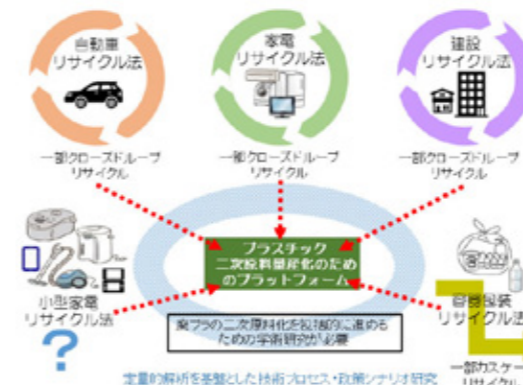 自動車
リサイクル法
家電
リサイクル法
建設
リサイクル法
一部クローズドループ
リサイクル
一部クローズドループ
リサイクル
一部クローズドループ
リサイクル
プラスチック
二次原料量産化のため
のプラットフォーム
小型家電
リサイクル法
?
容器包装
リサイクル法
廃プラの二次原料化を包括的に進める
ための学術研究が必要
一部カスケー
リサイクル
定量的解析を基盤とした技術プロセス・政策シナリオ研究